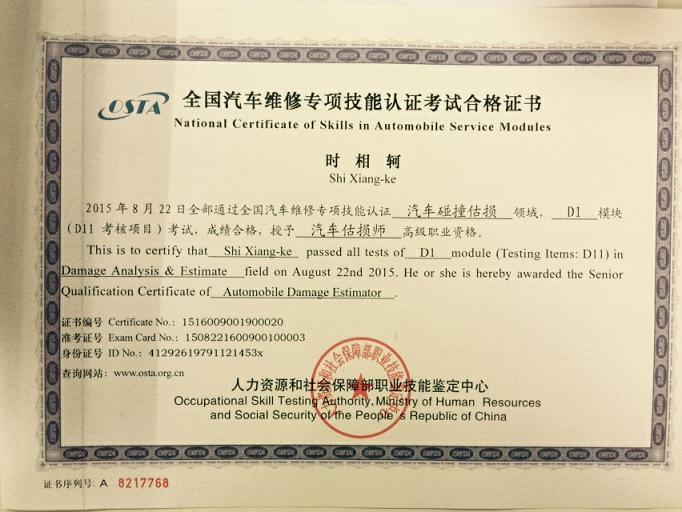 OSTA 全国汽车维修专项技能认证考试合格证书
National Certificate of Skills in Automobile Service Modules
时相轲
Shi Xiang-ke
2015年8月22日全部通过全国汽车维修专项技能认证 汽车碰撞估损 领域， D1 模块
（D11 考核项目）考试，成绩合格，授予 汽车估损师 高级职业资格。
This is to certify that Shi Xiang-ke passed all tests of D1 module (Testing Items: D11) in
Damage Analysis & Estimate field on August 22nd 2015. He or she is hereby awarded the Senior
Qualification Certificate of Automobile Damage Estimator .
证书编号 Certificate No.: 1516009001900020
准考证号 Exam Card No.: 1508221600900100003
身份证号 ID No.: 41292619791121453x
查询网站: www.osta.org.cn
人力资源和社会保障部职业技能鉴定中心
Occupational Skill Testing Authority, Ministry of Human Resources
and Social Security of the People's Republic of China
证书序列号: A 8217768